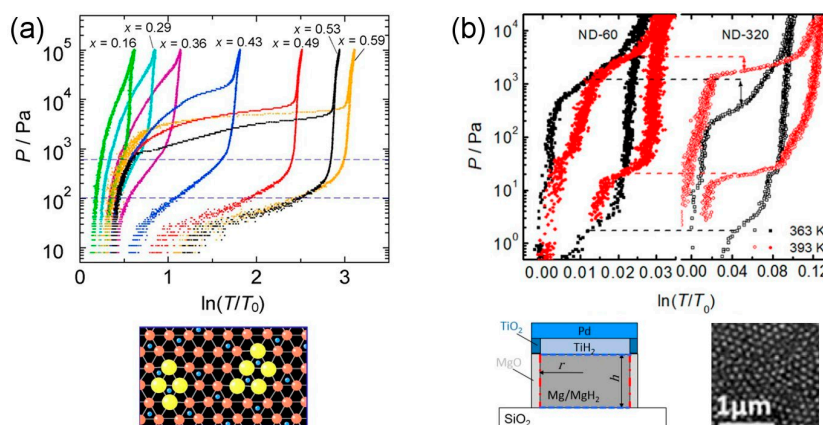 (a)
x = 0.16
x = 0.29
x = 0.36
x = 0.43
x = 0.49
x = 0.53
x = 0.59
P / Pa
10⁵
10⁴
10³
10²
10
0
1
2
3
ln(T/T₀)
(b)
ND-60
ND-320
P / Pa
10⁴
10³
10²
10¹
10⁰
363 K
393 K
0.00 0.01 0.02 0.03 0.00 0.04 0.08 0.12
ln(T/T₀)
TiO₂
Pd
TiH₂
MgO
r
h
Mg/MgH₂
SiO₂
1μm